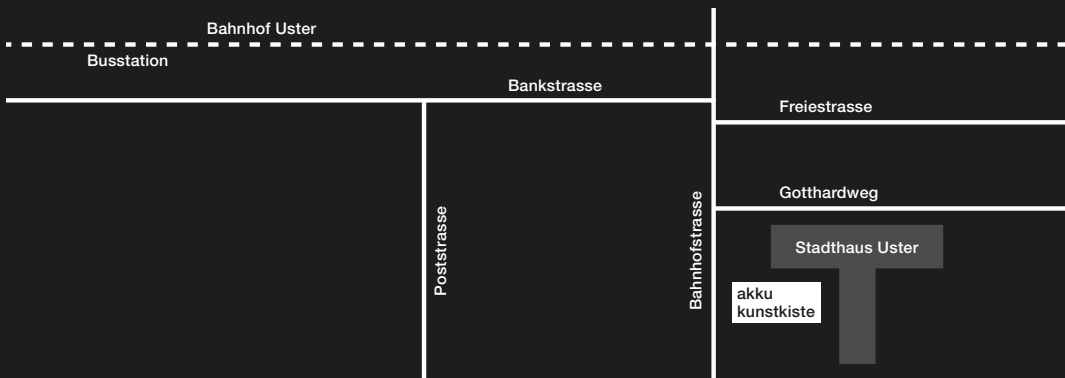 Bahnhof Uster
Busstation
Bankstrasse
Freiestrasse
Gotthardweg
Poststrasse
Bahnhofstrasse
Stadthaus Uster
akku
kunstkiste